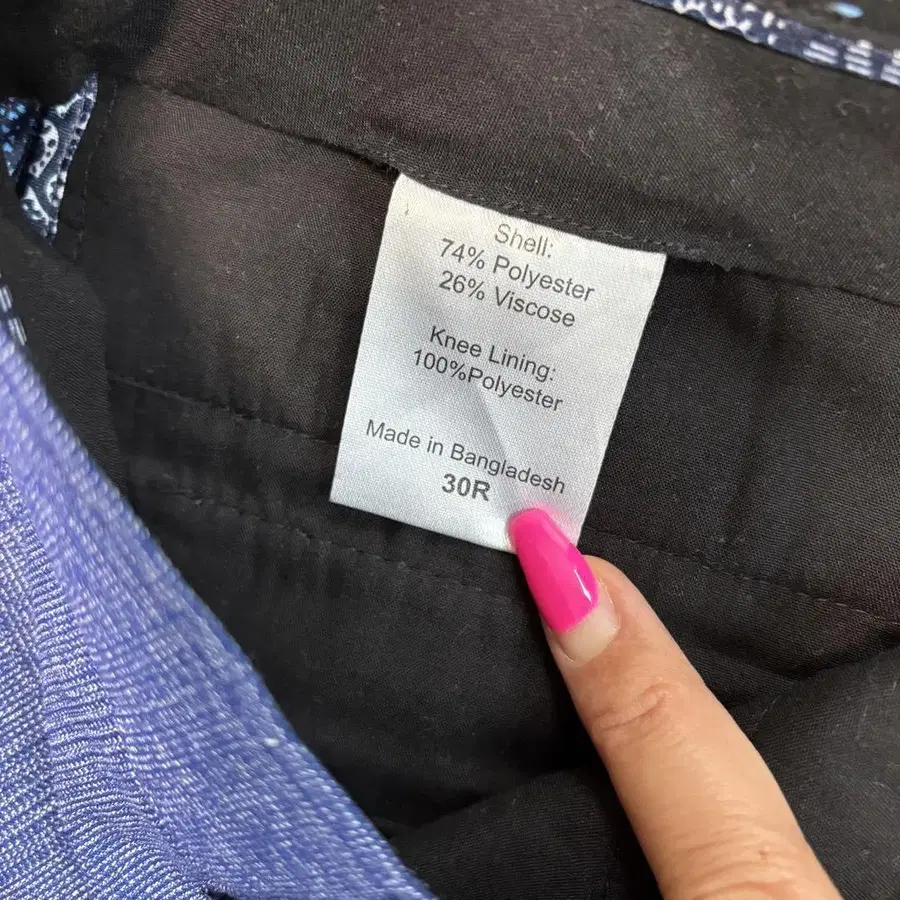 Shell:
74% Polyester
26% Viscose
Knee Lining:
100%Polyester
Made in Bangladesh
30R